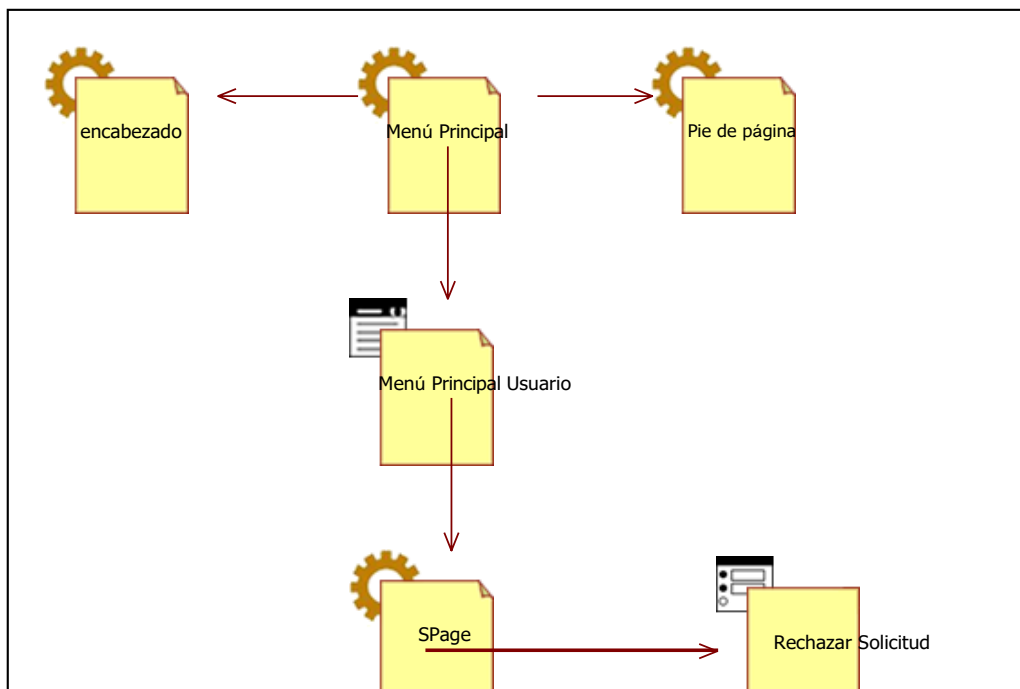 encabezado
Menú Principal
Pie de página
Menú Principal Usuario
SPage
Rechazar Solicitud